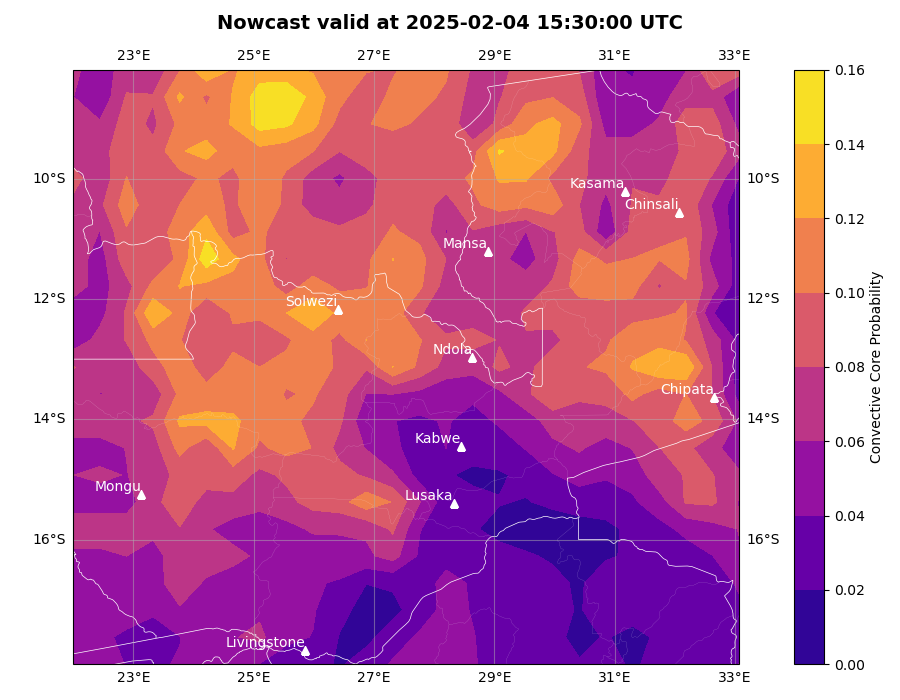 Nowcast valid at 2025-02-04 15:30:00 UTC
23°E 25°E 27°E 29°E 31°E 33°E
0.16
0.14
0.12
0.10
0.08
0.06
0.04
0.02
0.00
Convective Core Probability
10°S 10°S
12°S 12°S
14°S 14°S
16°S 16°S
Kasama
Chinsali
Mansa
Solwezi
Ndola
Chipata
Kabwe
Mongu
Lusaka
Livingstone
23°E 25°E 27°E 29°E 31°E 33°E